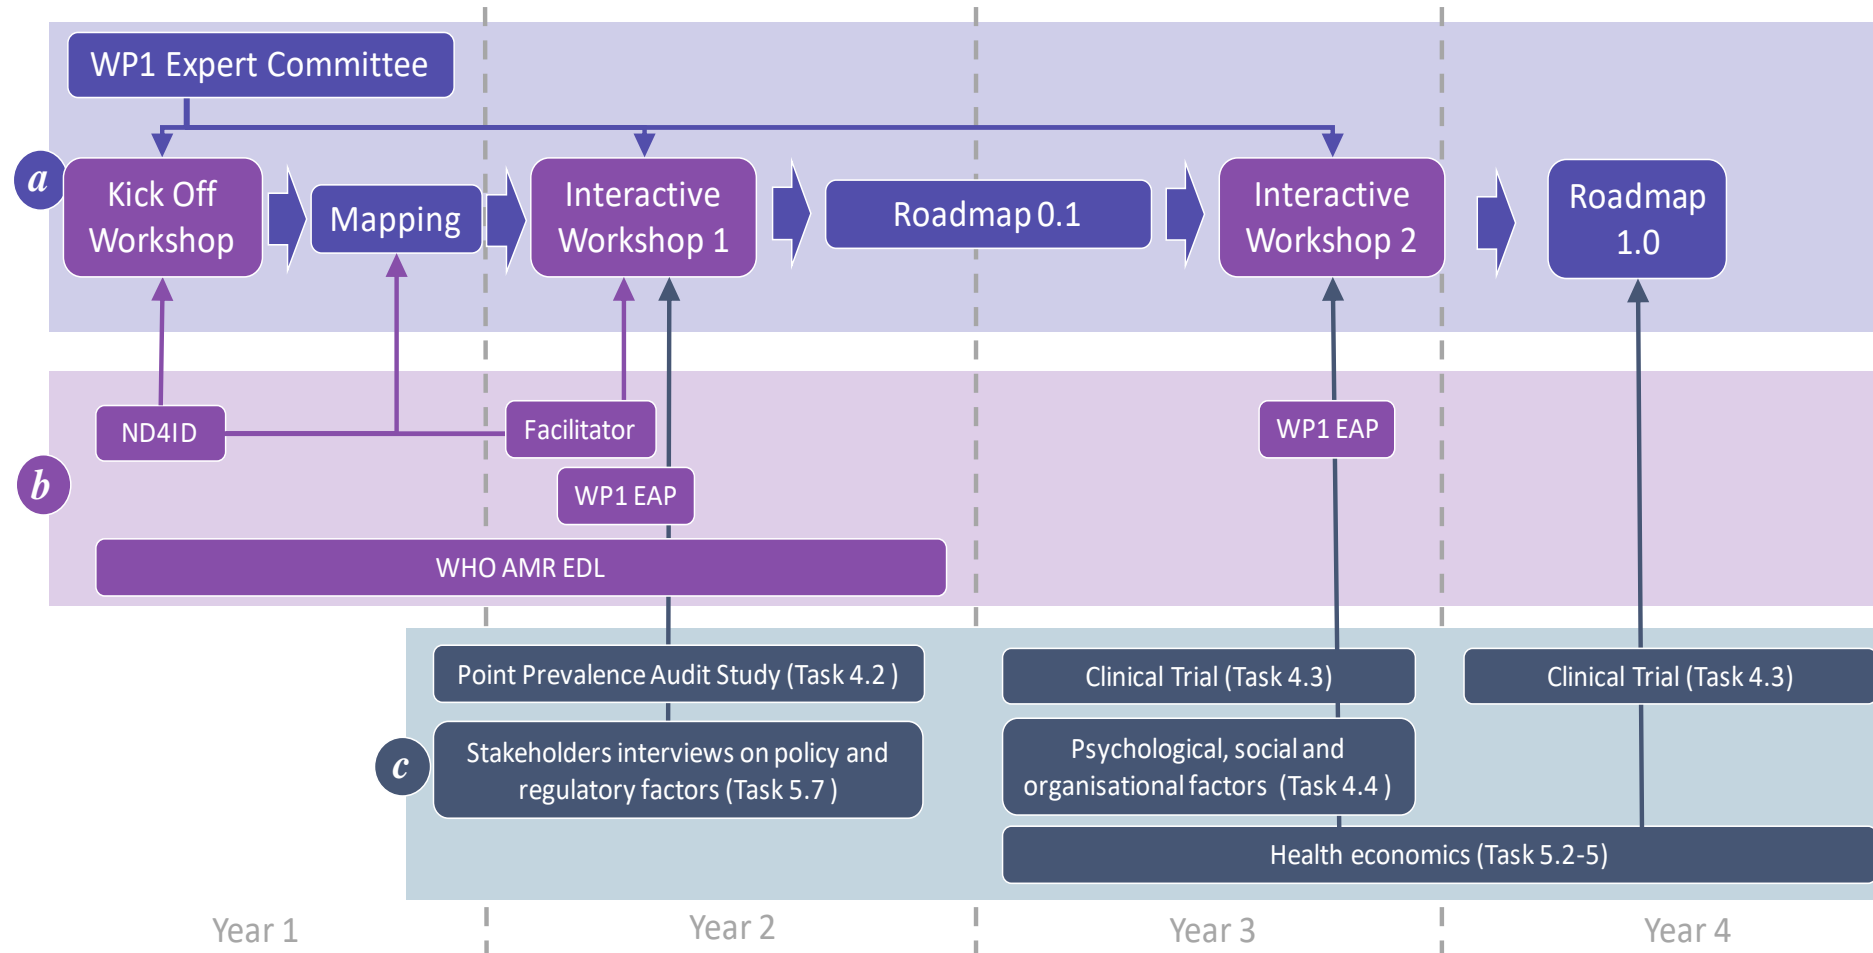 WP1 Expert Committee
a
Kick Off
Workshop
Mapping
Interactive
Workshop 1
Roadmap 0.1
Interactive
Workshop 2
Roadmap
1.0
b
ND4ID
Facilitator
WP1 EAP
WP1 EAP
WHO AMR EDL
c
Point Prevalence Audit Study (Task 4.2 )
Clinical Trial (Task 4.3)
Clinical Trial (Task 4.3)
Stakeholders interviews on policy and
regulatory factors (Task 5.7 )
Psychological, social and
organisational factors (Task 4.4 )
Health economics (Task 5.2-5)
Year 1
Year 2
Year 3
Year 4